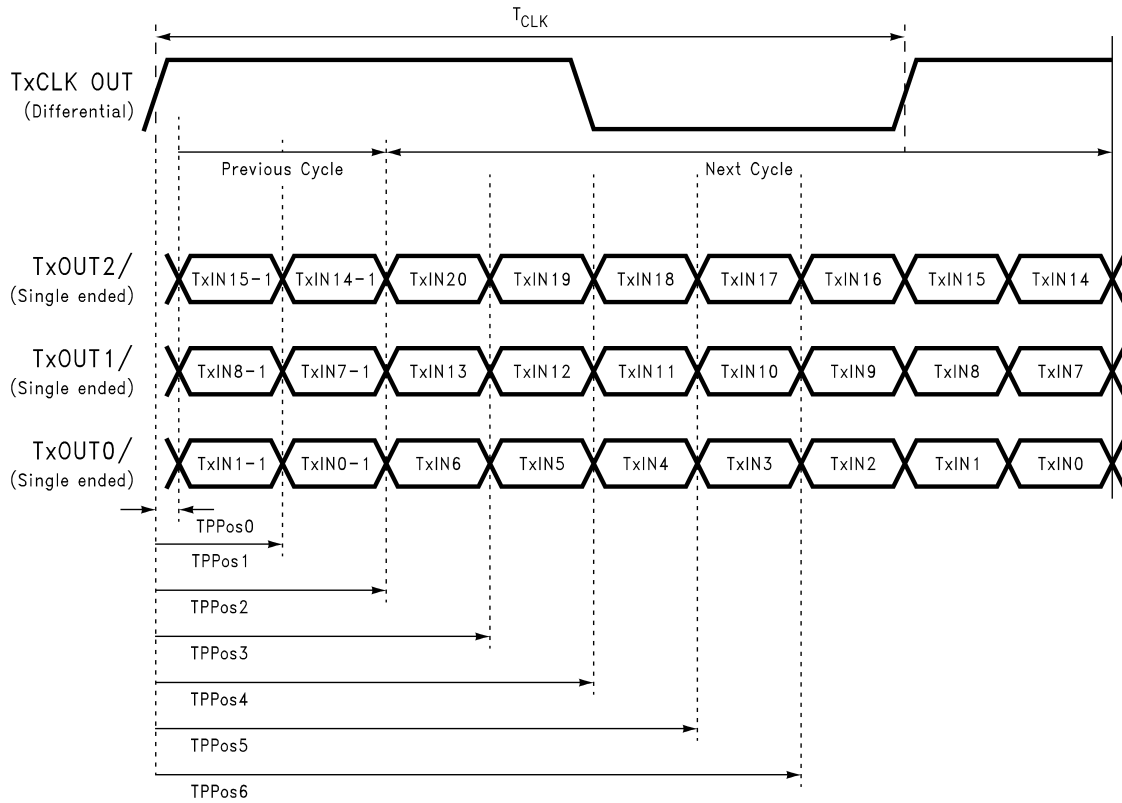 TCLK
TxCLK OUT
(Differential)
Previous Cycle
Next Cycle
TxOUT2/
(Single ended)
TxIN15-1 TxIN14-1 TxIN20 TxIN19 TxIN18 TxIN17 TxIN16 TxIN15 TxIN14
TxOUT1/
(Single ended)
TxIN8-1 TxIN7-1 TxIN13 TxIN12 TxIN11 TxIN10 TxIN9 TxIN8 TxIN7
TxOUT0/
(Single ended)
TxIN1-1 TxIN0-1 TxIN6 TxIN5 TxIN4 TxIN3 TxIN2 TxIN1 TxIN0
TPPos0
TPPos1
TPPos2
TPPos3
TPPos4
TPPos5
TPPos6